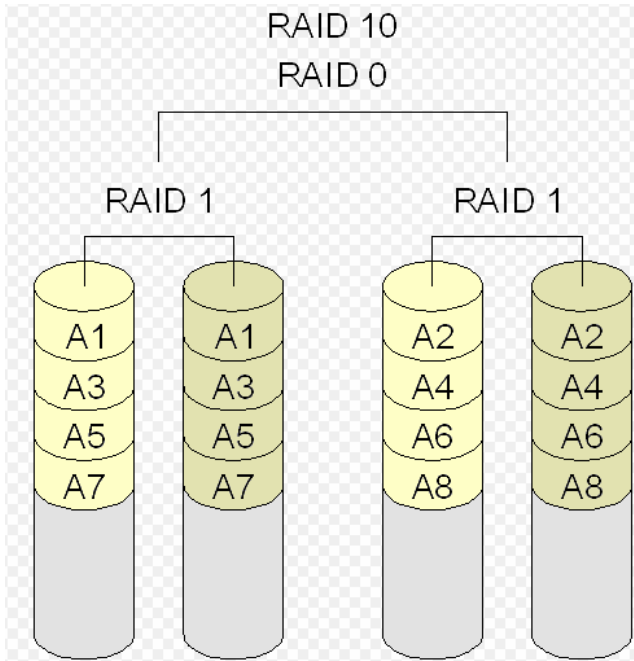 RAID 10
RAID 0
RAID 1 RAID 1
A1 A1 A2 A2
A3 A3 A4 A4
A5 A5 A6 A6
A7 A7 A8 A8